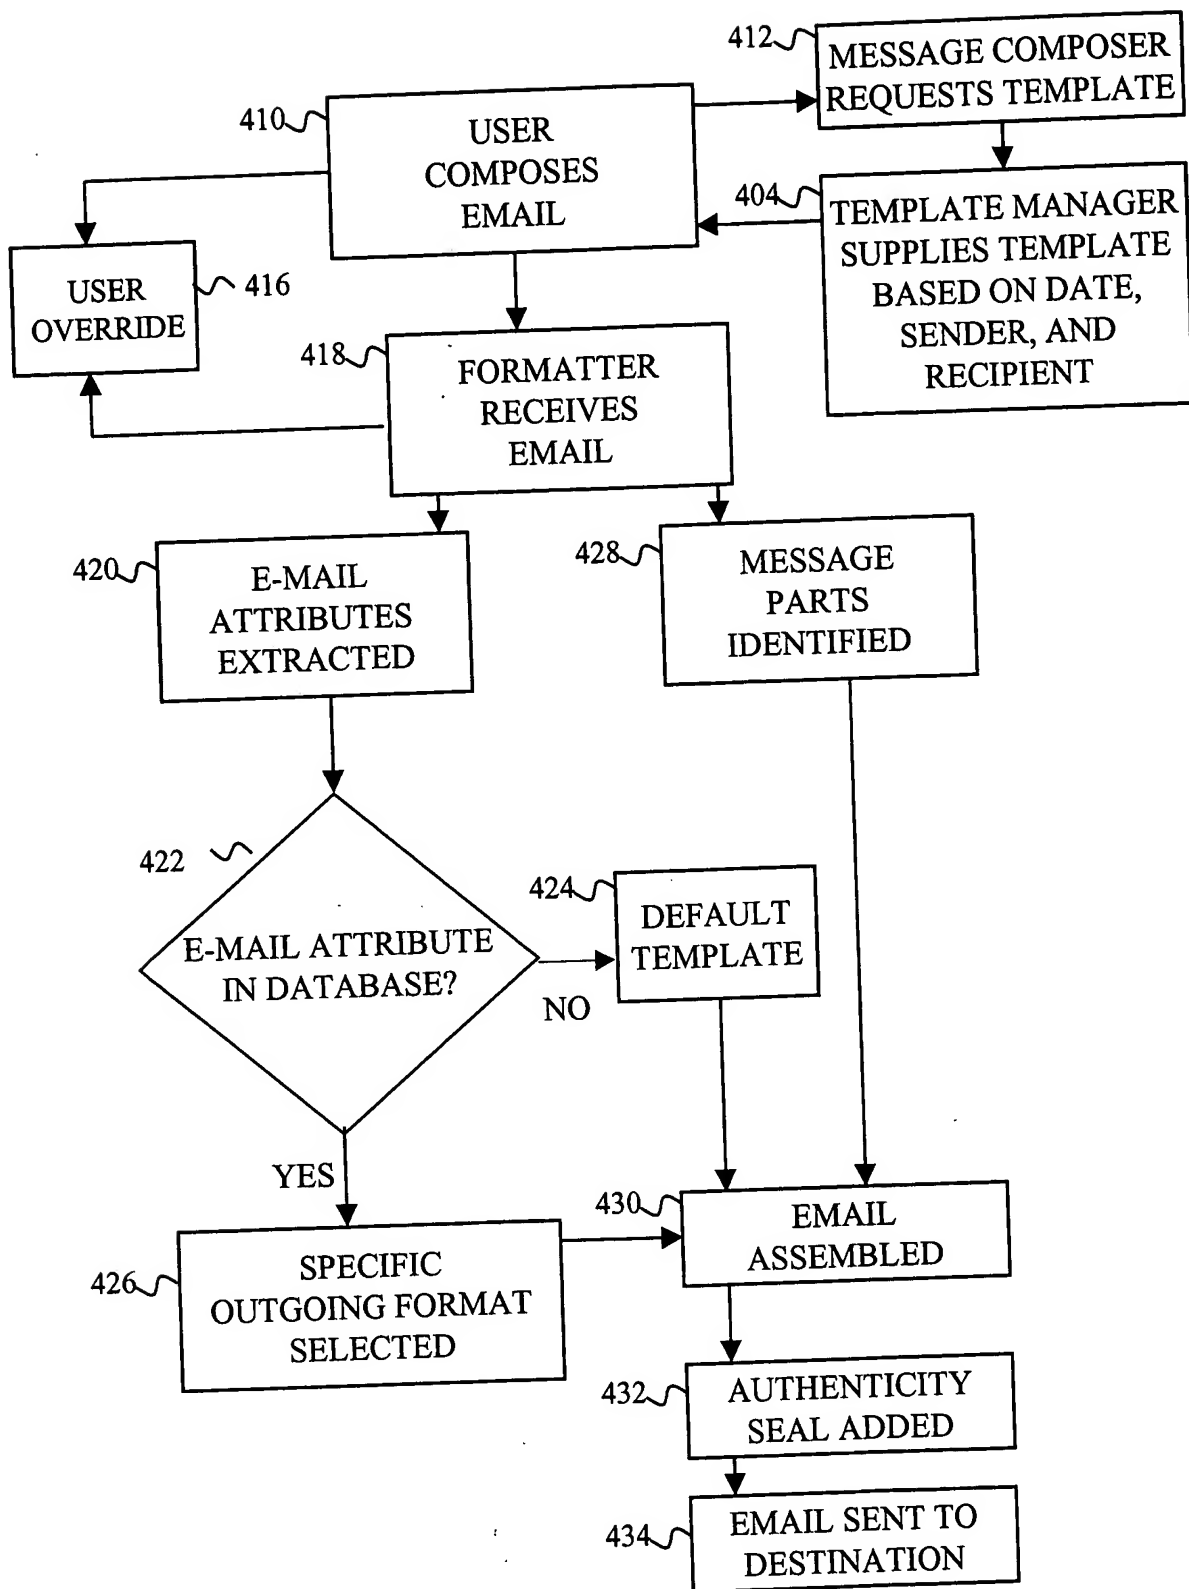 412
MESSAGE COMPOSER
REQUESTS TEMPLATE
410
USER
COMPOSES
EMAIL
404
TEMPLATE MANAGER
SUPPLIES TEMPLATE
BASED ON DATE,
SENDER, AND
RECIPIENT
USER
OVERRIDE
416
418
FORMATTER
RECEIVES
EMAIL
420
E-MAIL
ATTRIBUTES
EXTRACTED
428
MESSAGE
PARTS
IDENTIFIED
422
E-MAIL ATTRIBUTE
IN DATABASE?
NO
424
DEFAULT
TEMPLATE
YES
426
SPECIFIC
OUTGOING FORMAT
SELECTED
430
EMAIL
ASSEMBLED
432
AUTHENTICITY
SEAL ADDED
434
EMAIL SENT TO
DESTINATION